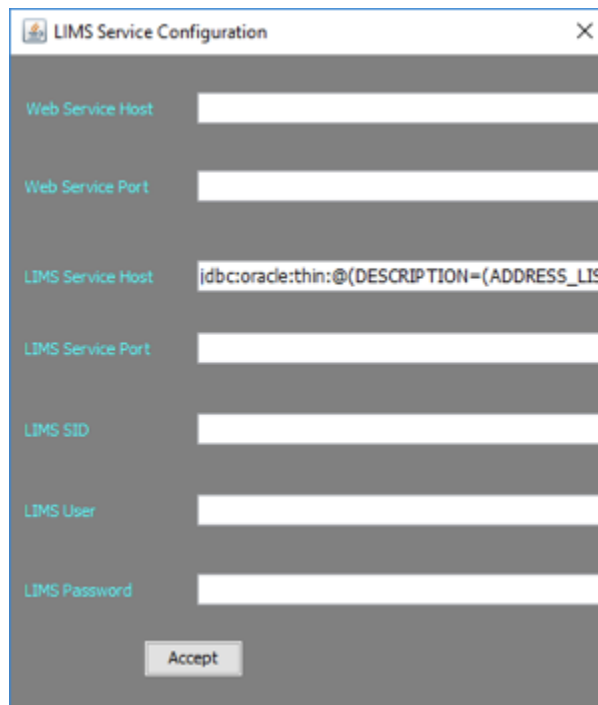 LIMS Service Configuration
Web Service Host
Web Service Port
LIMS Service Host jdbc:oracle:thin:@(DESCRIPTION=(ADDRESS_LIS
LIMS Service Port
LIMS SID
LIMS User
LIMS Password
Accept